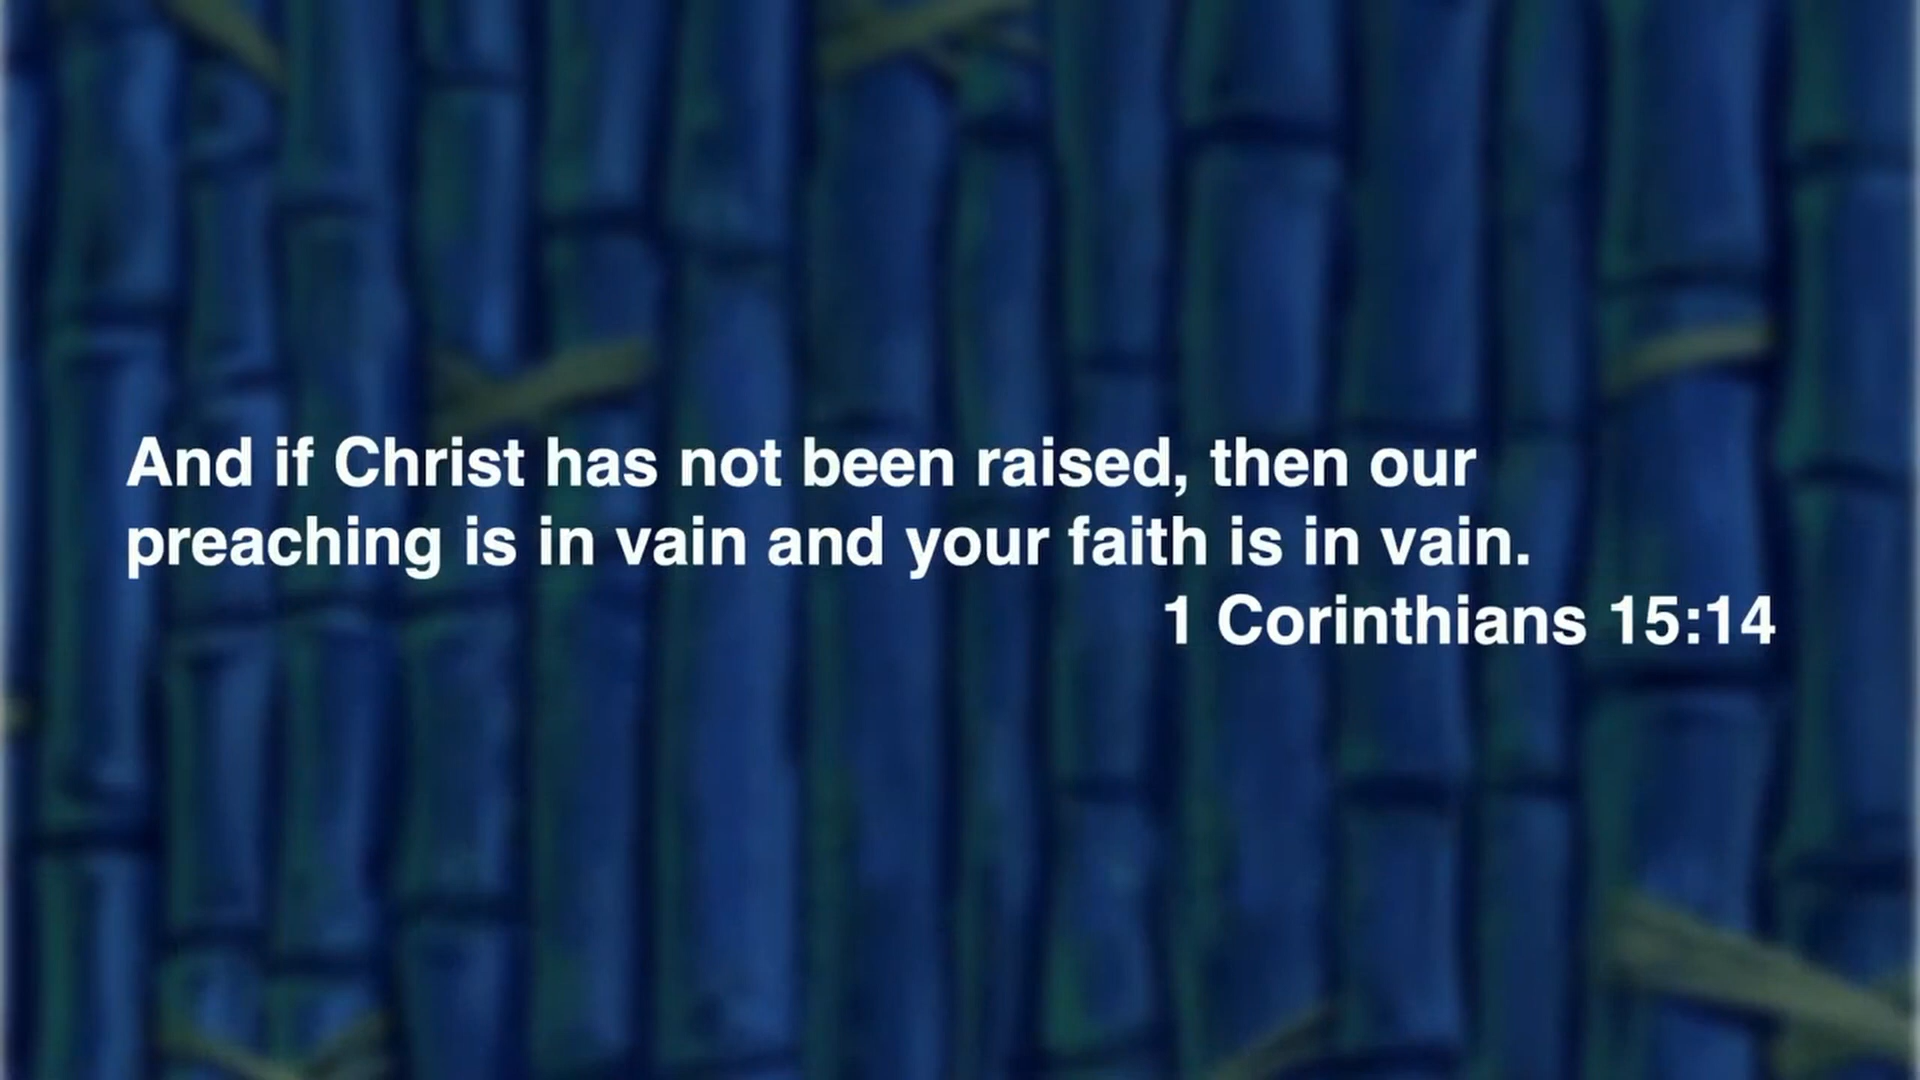 And if Christ has not been raised, then our
preaching is in vain and your faith is in vain.
1 Corinthians 15:14